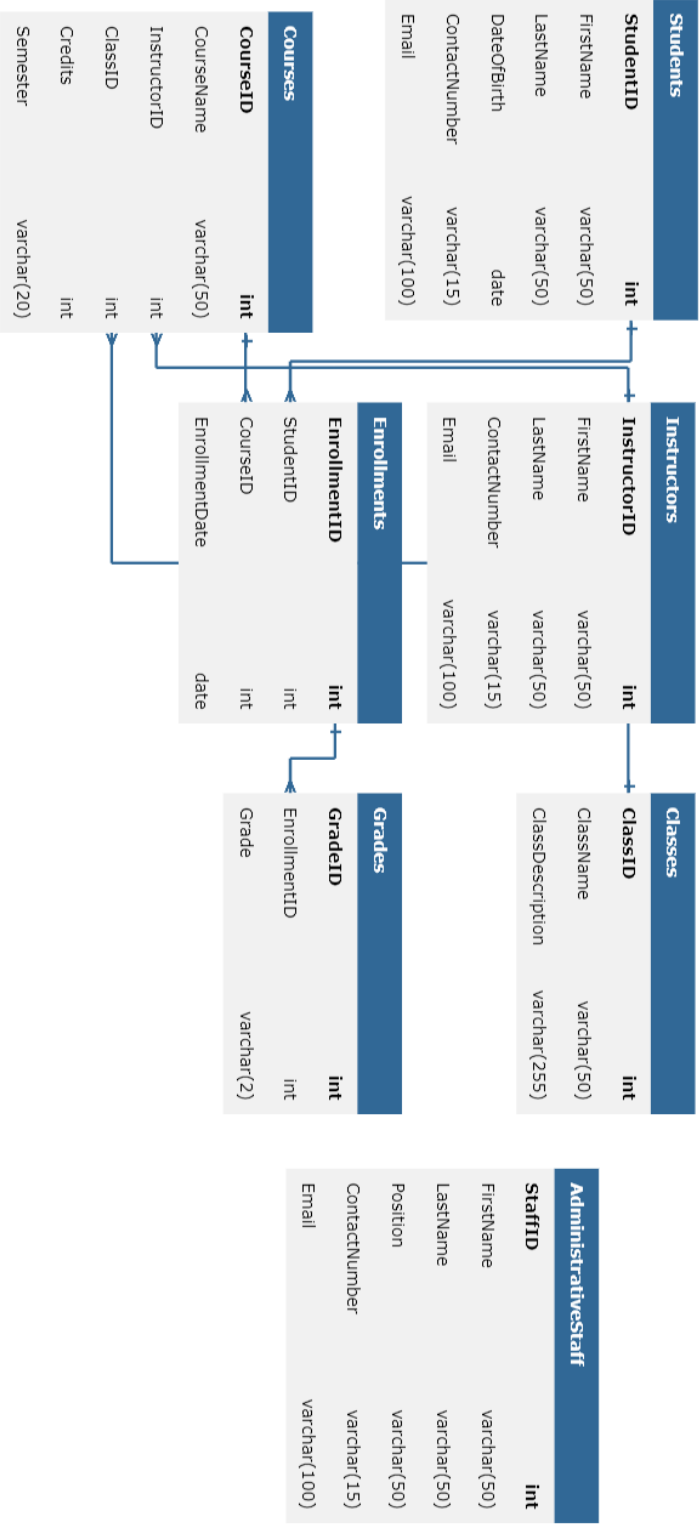 Students
StudentID int
FirstName varchar(50)
LastName varchar(50)
DateOfBirth date
ContactNumber varchar(15)
Email varchar(100)
Instructors
InstructorID int
FirstName varchar(50)
LastName varchar(50)
ContactNumber varchar(15)
Email varchar(100)
Classes
ClassID int
ClassName varchar(50)
ClassDescription varchar(255)
AdministrativeStaff
StaffID int
FirstName varchar(50)
LastName varchar(50)
Position varchar(50)
ContactNumber varchar(15)
Email varchar(100)
Courses
CourseID int
CourseName varchar(50)
InstructorID int
ClassID int
Credits int
Semester varchar(20)
Enrollments
EnrollmentID int
StudentID int
CourseID int
EnrollmentDate date
Grades
GradeID int
EnrollmentID int
Grade varchar(2)